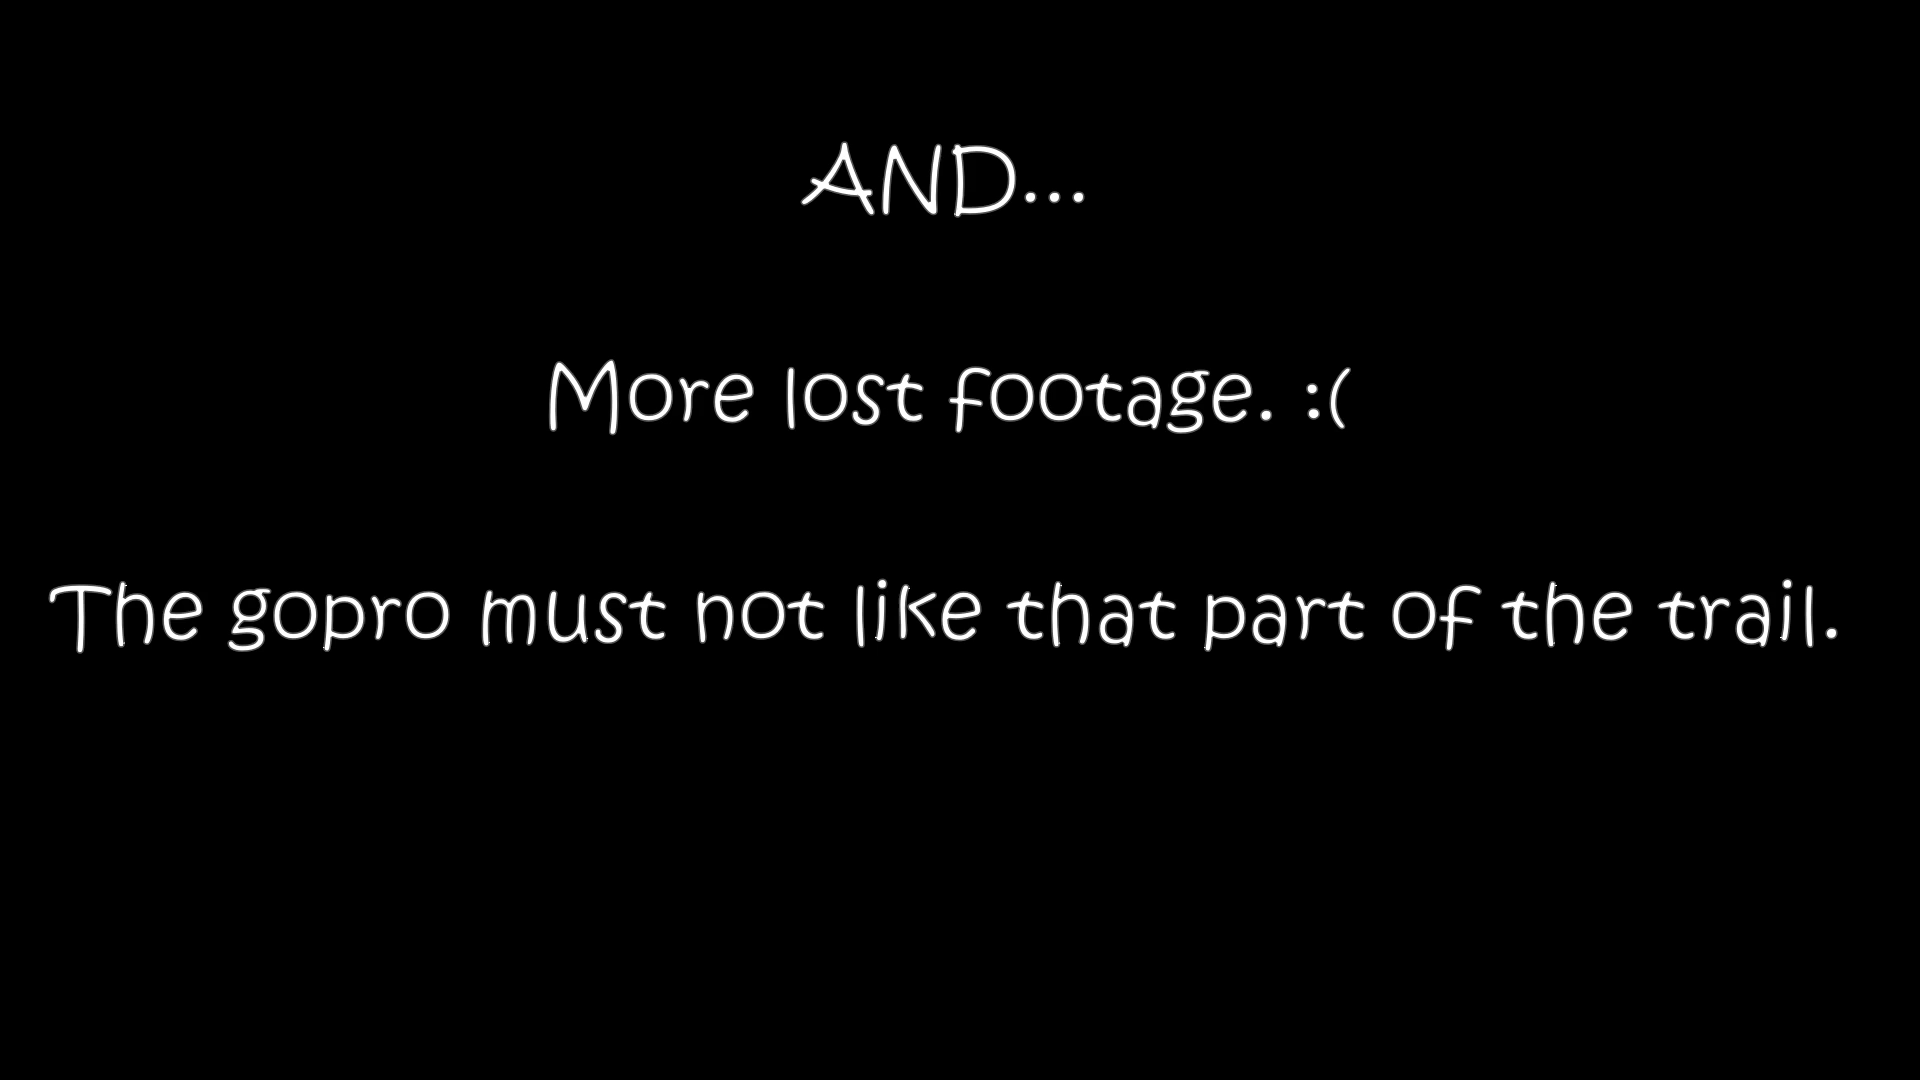 AND...
More lost footage. :(
The gopro must not like that part of the trail.